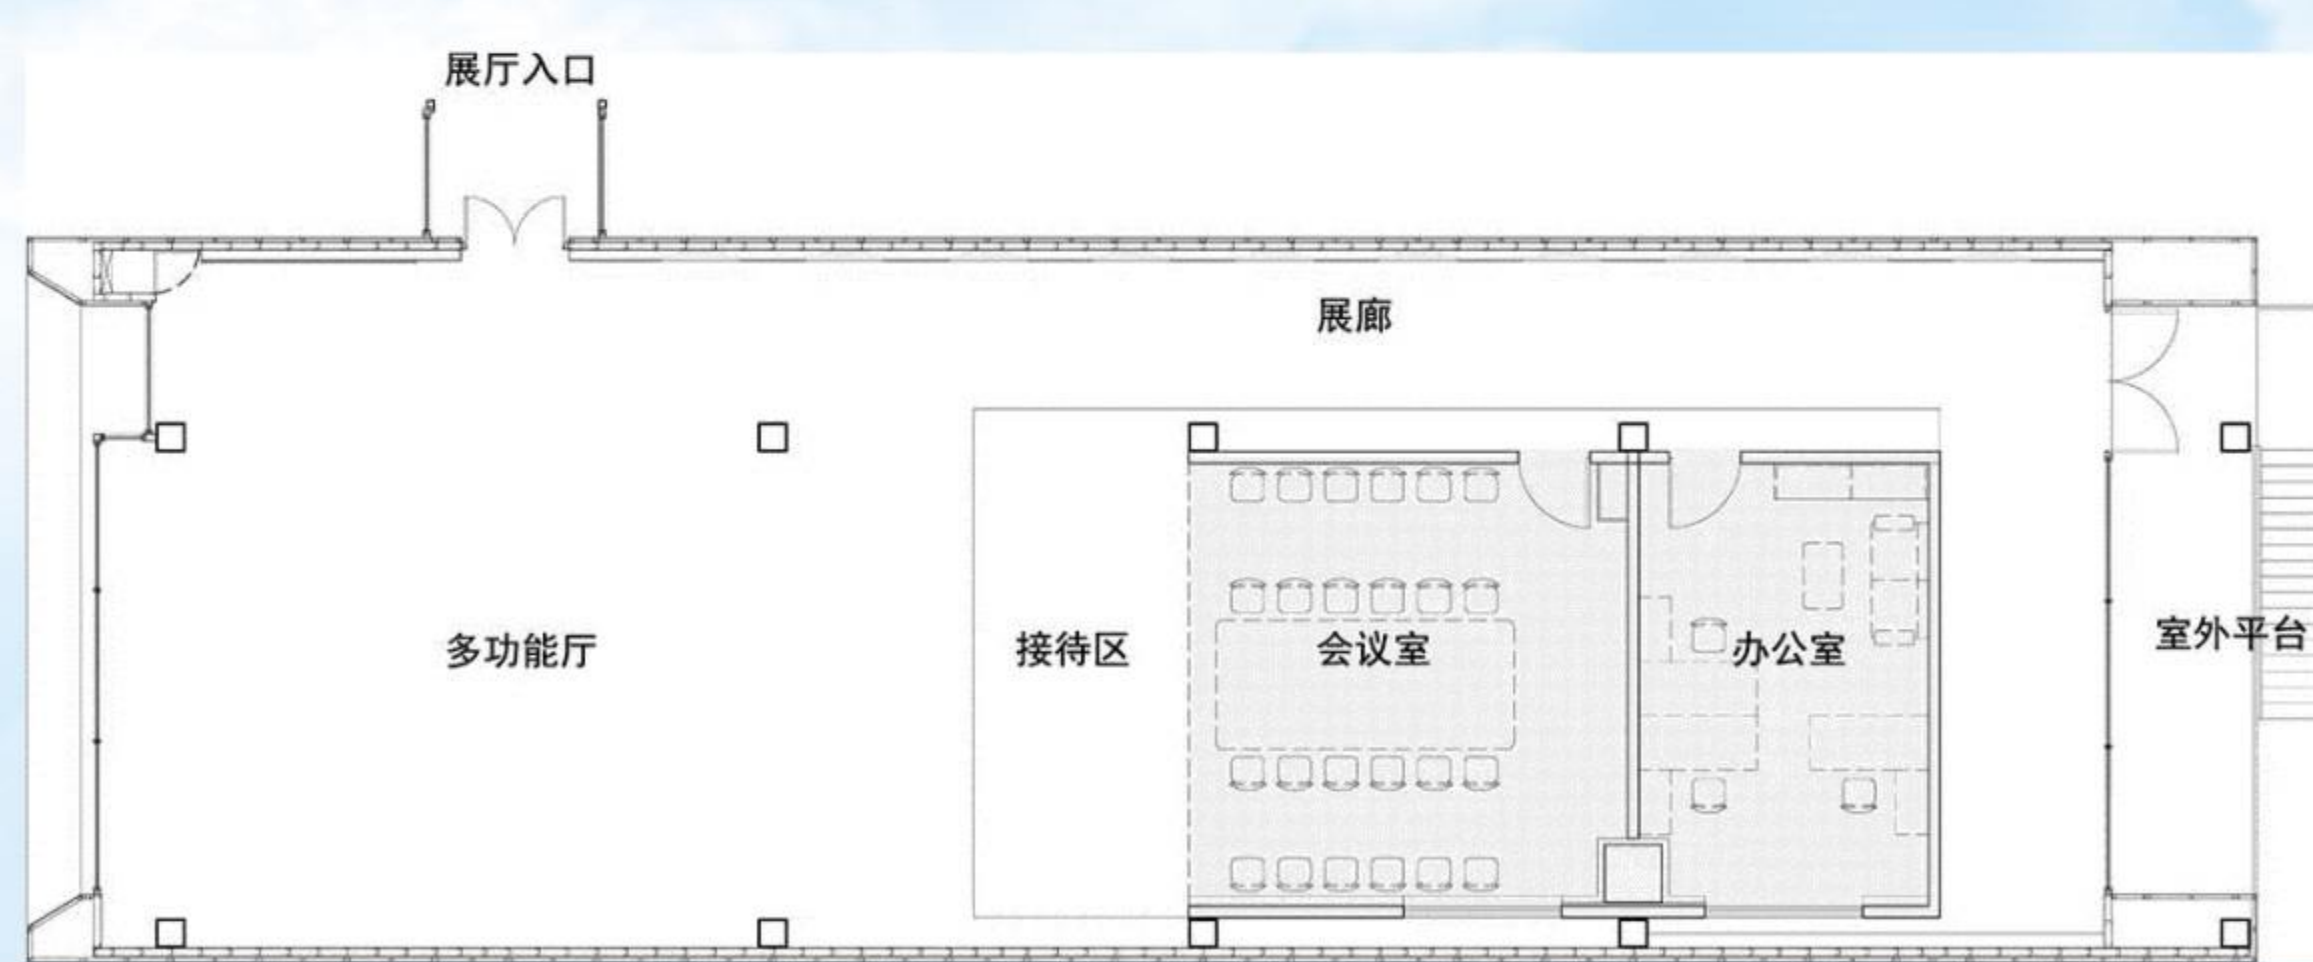 展厅入口
展廊
多功能厅
接待区
会议室
办公室
室外平台